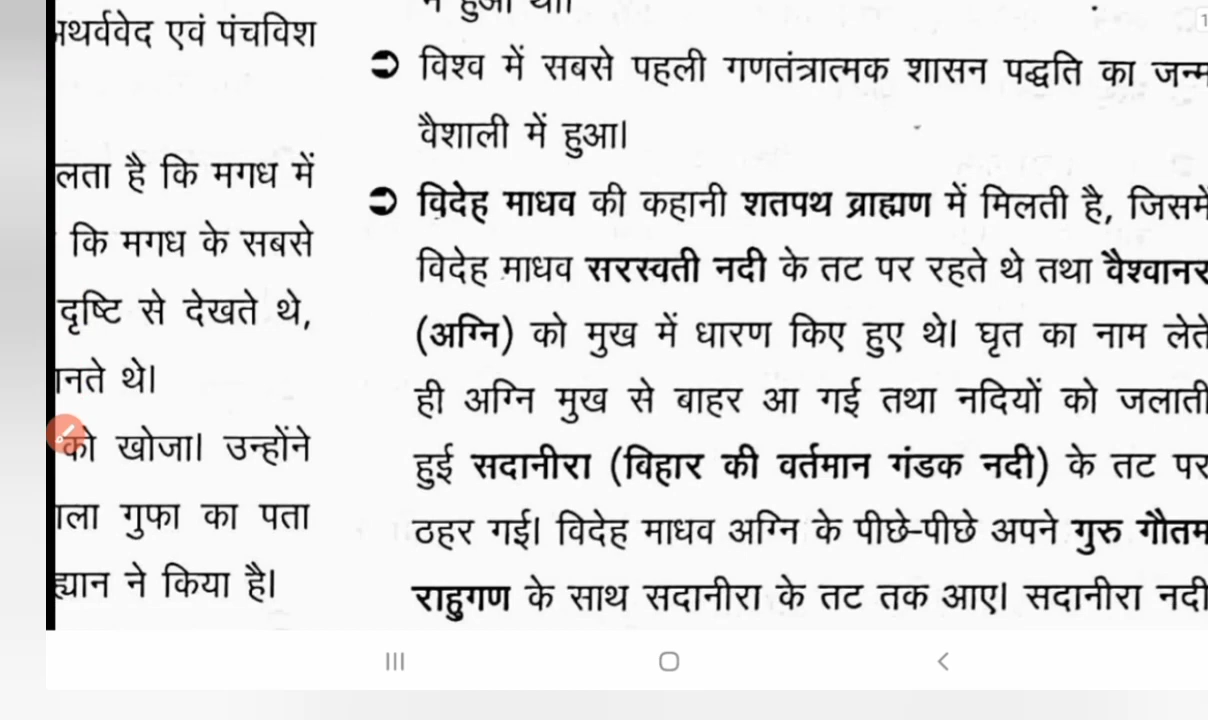 एवं पंचविश
लता है कि मगध में
कि मगध के सबसे
दृष्टि से देखते थे,
नते थे।
को खोजा। उन्होंने
ला गुफा का पता
ने किया है।
➲ विश्व में सबसे पहली गणतंत्रात्मक शासन पद्धति का जन्म
वैशाली में हुआ।
➲ विदेह माधव की कहानी शतपथ ब्राह्मण में मिलती है, जिसमें
विदेह माधव सरस्वती नदी के तट पर रहते थे तथा वैश्वानर
(अग्नि) को मुख में धारण किए हुए थे। घृत का नाम लेते
ही अग्नि मुख से बाहर आ गई तथा नदियों को जलाती
हुई सदानीरा (बिहार की वर्तमान गंडक नदी) के तट पर
ठहर गई। विदेह माधव अग्नि के पीछे-पीछे अपने गुरु गौतम
राहुगण के साथ सदानीरा के तट तक आए। सदानीरा नदी